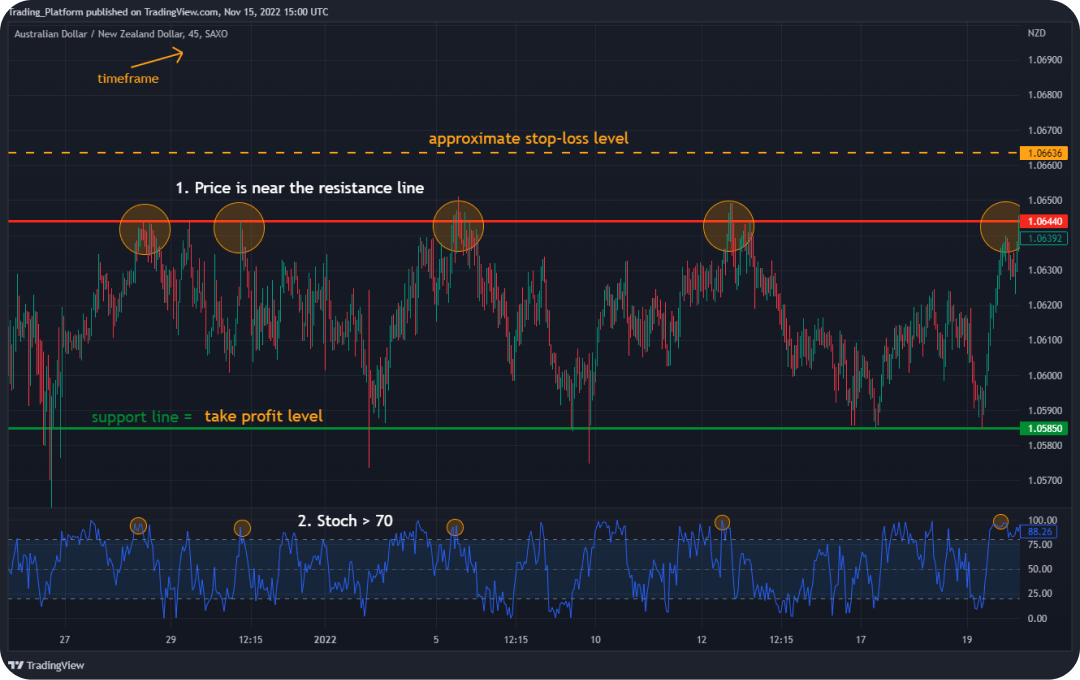 Trading_Platform published on TradingView.com, Nov 15, 2022 15:00 UTC
Australian Dollar / New Zealand Dollar, 45, SAXO
NZD
timeframe
1.06900
1.06800
1.06700
approximate stop-loss level
1.06636
1.06600
1. Price is near the resistance line
1.06500
1.06440
1.06392
1.06300
1.06200
1.06100
1.06000
1.05900
support line = take profit level
1.05850
1.05800
1.05700
2. Stoch > 70
100.00
88.26
75.00
50.00
25.00
0.00
27 29 12:15 2022 5 12:15 10 12 12:15 17 19
TradingView